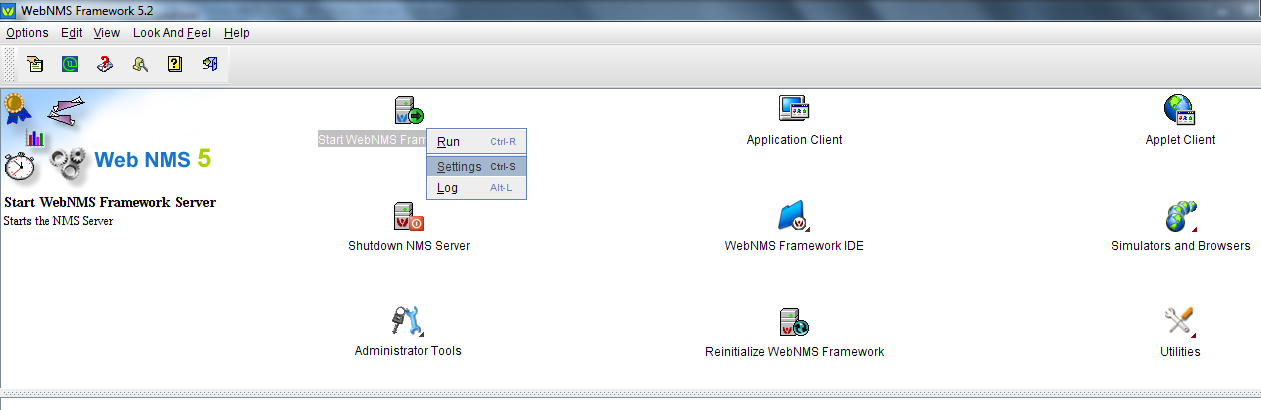 WebNMS Framework 5.2
Options Edit View Look And Feel Help
Web NMS 5
Start WebNMS Framework Server
Starts the NMS Server
Start WebNMS
Run Ctrl-R
Settings Ctrl-S
Log Alt-L
Application Client
Applet Client
Shutdown NMS Server
WebNMS Framework IDE
Simulators and Browsers
Administrator Tools
Reinitialize WebNMS Framework
Utilities